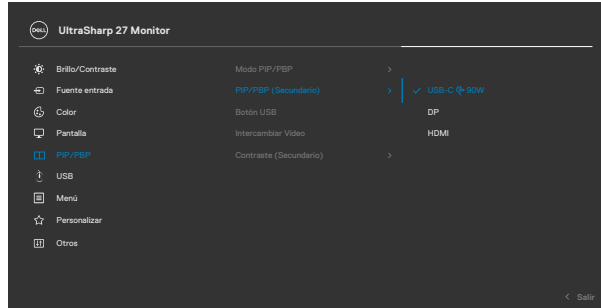 DELL UltraSharp 27 Monitor
Brillo/Contraste
Modo PIP/PBP
Fuente entrada
PIP/PBP (Secundario)
USB-C 90W
Color
Botón USB
DP
Pantalla
Intercambiar Vídeo
HDMI
PIP/PBP
Contraste (Secundario)
USB
Menú
Personalizar
Otros
Salir